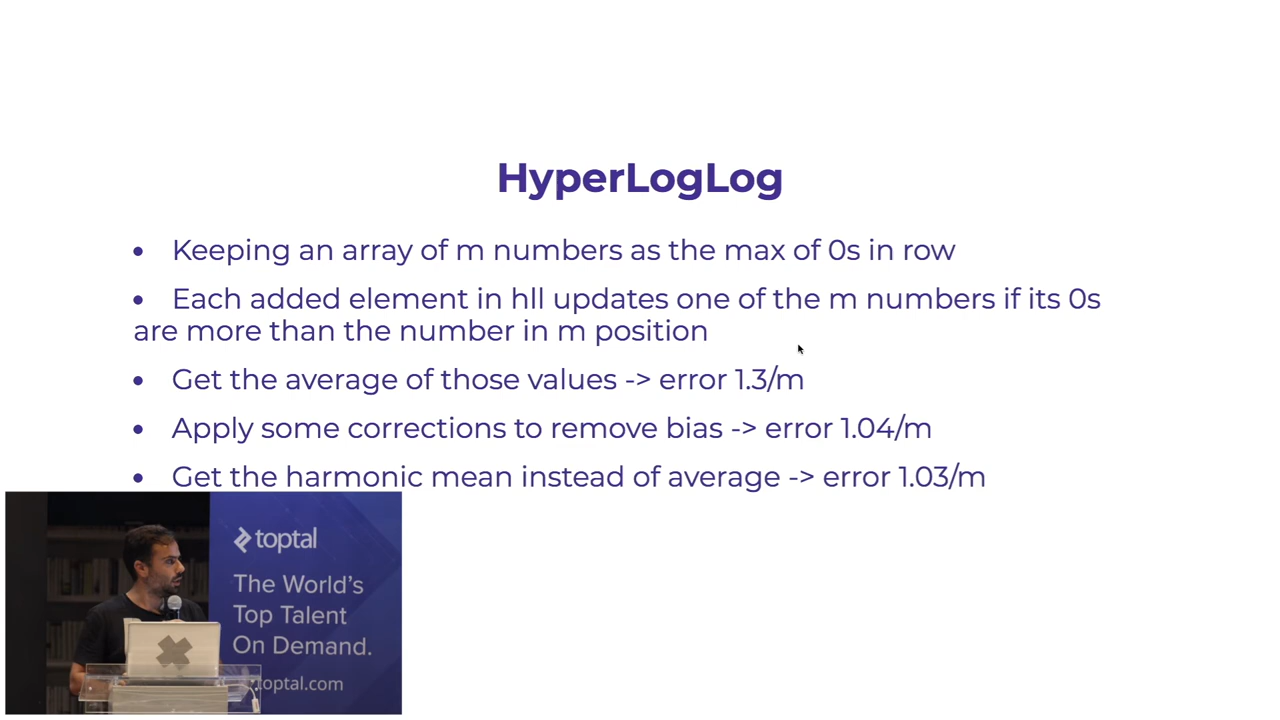 HyperLogLog
• Keeping an array of m numbers as the max of 0s in row
• Each added element in hll updates one of the m numbers if its 0s
are more than the number in m position
• Get the average of those values -> error 1.3/m
• Apply some corrections to remove bias -> error 1.04/m
• Get the harmonic mean instead of average -> error 1.03/m
toptal
The World's
Top Talent
On Demand.
toptal.com